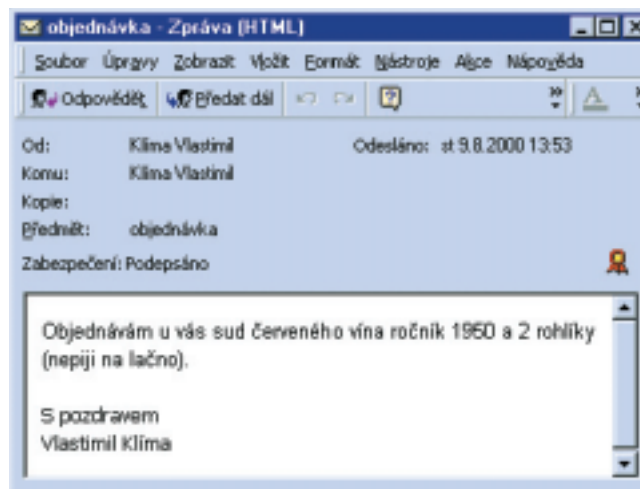 objednávka - Zpráva (HTML)
Soubor Úpravy Zobrazit Vložit Formát Nástroje Akce Nápověda
Odpovědět Předat dál A
Od: Klíma Vlastimil Odesláno: st 9.8.2000 13:53
Komu: Klíma Vlastimil
Kopie:
Předmět: objednávka
Zabezpečení: Podepsáno
Objednávám u vás sud červeného vína ročník 1950 a 2 rohlíky
(nepiji na lačno).
S pozdravem
Vlastimil Klíma